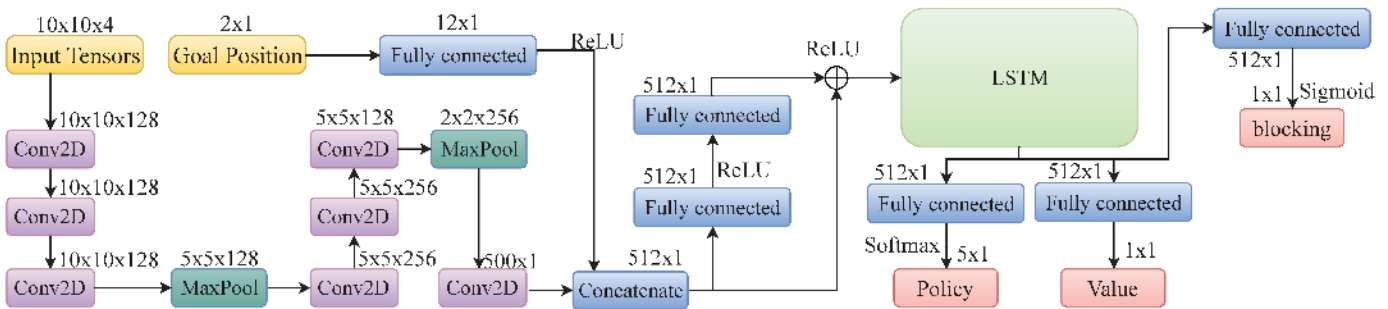 10x10x4
Input Tensors
2x1
Goal Position
12x1
Fully connected
ReLU
10x10x128
Conv2D
10x10x128
Conv2D
10x10x128
Conv2D
5x5x128
MaxPool
5x5x256
Conv2D
5x5x256
Conv2D
5x5x128
Conv2D
2x2x256
MaxPool
500x1
Conv2D
512x1
Concatenate
512x1
Fully connected
ReLU
512x1
Fully connected
ReLU
LSTM
512x1
Fully connected
Softmax
5x1
Policy
512x1
Fully connected
1x1
Value
Fully connected
512x1
1x1
Sigmoid
blocking